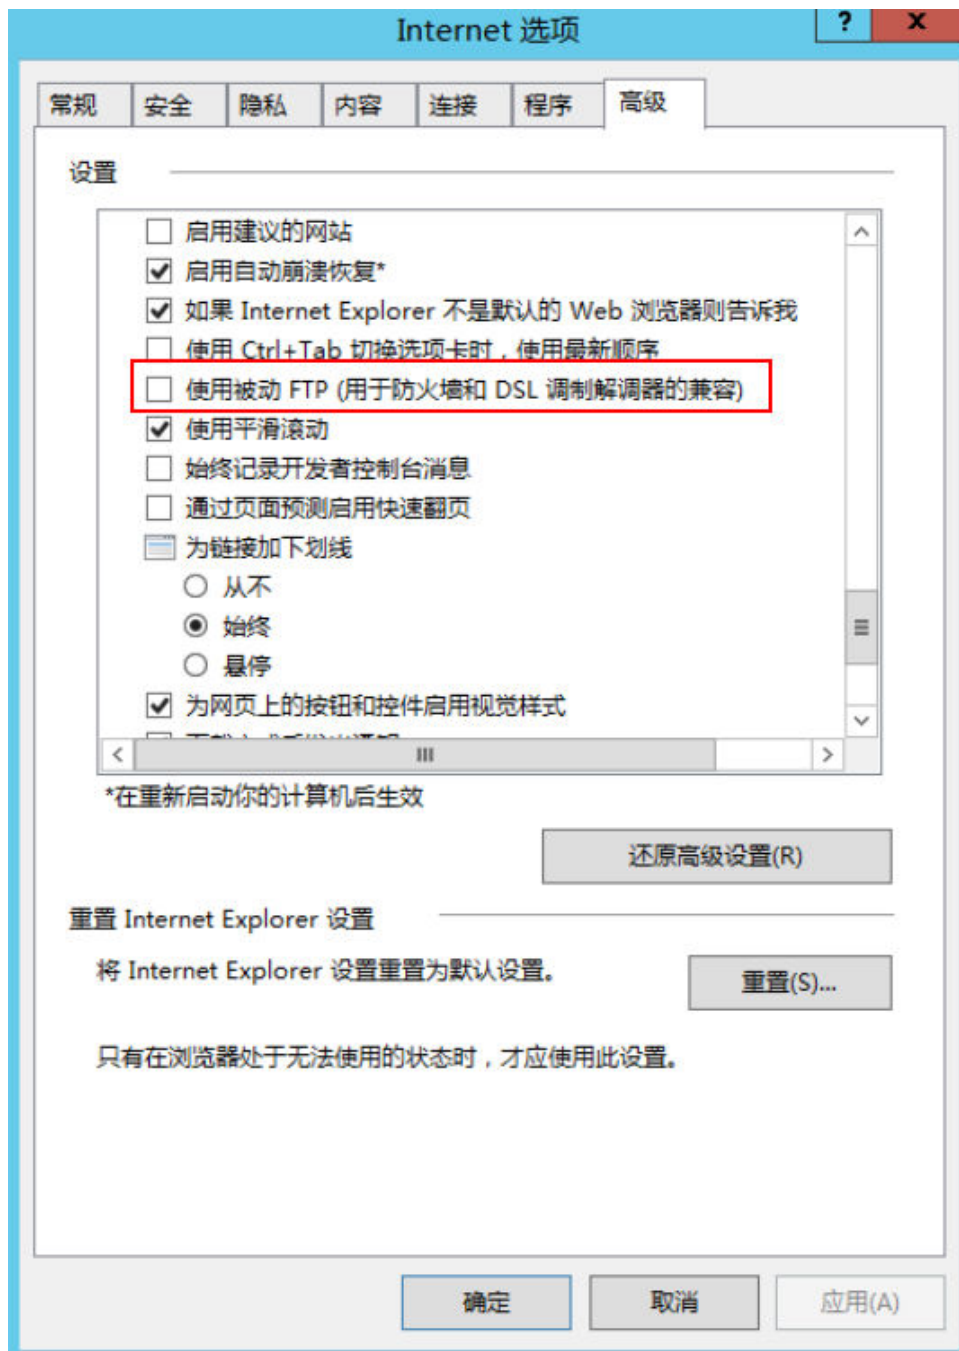 Internet 选项
? x
常规 安全 隐私 内容 连接 程序 高级
设置
启用建议的网站
启用自动崩溃恢复*
如果 Internet Explorer 不是默认的 Web 浏览器则告诉我
使用 Ctrl+Tab 切换选项卡时，使用最新顺序
使用被动 FTP (用于防火墙和 DSL 调制解调器的兼容)
使用平滑滚动
始终记录开发者控制台消息
通过页面预测启用快速翻页
为链接加下划线
从不
始终
悬停
为网页上的按钮和控件启用视觉样式
*在重新启动你的计算机后生效
还原高级设置(R)
重置 Internet Explorer 设置
将 Internet Explorer 设置重置为默认设置。
重置(S)...
只有在浏览器处于无法使用的状态时，才应使用此设置。
确定 取消 应用(A)